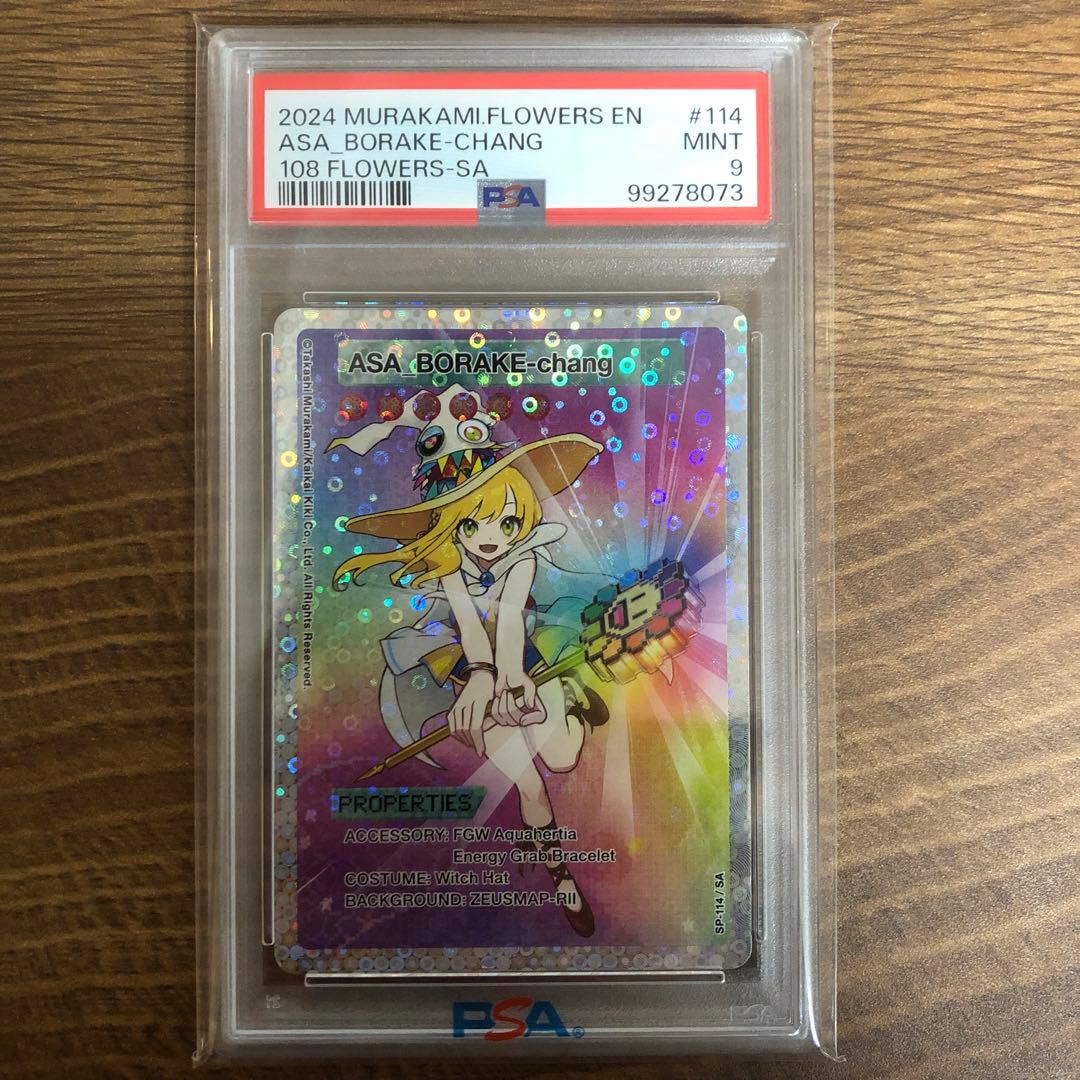 2024 MURAKAMI.FLOWERS EN #114
ASA_BORAKE-CHANG MINT
108 FLOWERS-SA 9
PSA 99278073
ASA_BORAKE-chang
©Takashi Murakami/Kaikai Kiki Co., Ltd. All Rights Reserved.
PROPERTIES
ACCESSORY: FGW Aquahertia
Energy Grab Bracelet
COSTUME: Witch Hat
BACKGROUND: ZEUSMAP-RII
SP-114 / SA
PSA®
PSA